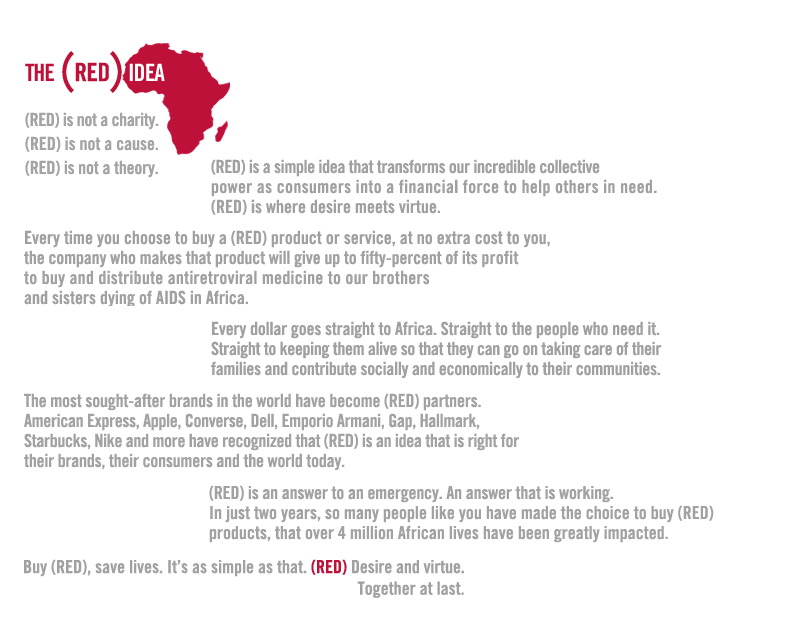 THE (RED) IDEA
(RED) is not a charity.
(RED) is not a cause.
(RED) is not a theory.
(RED) is a simple idea that transforms our incredible collective
power as consumers into a financial force to help others in need.
(RED) is where desire meets virtue.
Every time you choose to buy a (RED) product or service, at no extra cost to you,
the company who makes that product will give up to fifty-percent of its profit
to buy and distribute antiretroviral medicine to our brothers
and sisters dying of AIDS in Africa.
Every dollar goes straight to Africa. Straight to the people who need it.
Straight to keeping them alive so that they can go on taking care of their
families and contribute socially and economically to their communities.
The most sought-after brands in the world have become (RED) partners.
American Express, Apple, Converse, Dell, Emporio Armani, Gap, Hallmark,
Starbucks, Nike and more have recognized that (RED) is an idea that is right for
their brands, their consumers and the world today.
(RED) is an answer to an emergency. An answer that is working.
In just two years, so many people like you have made the choice to buy (RED)
products, that over 4 million African lives have been greatly impacted.
Buy (RED), save lives. It's as simple as that. (RED) Desire and virtue.
Together at last.